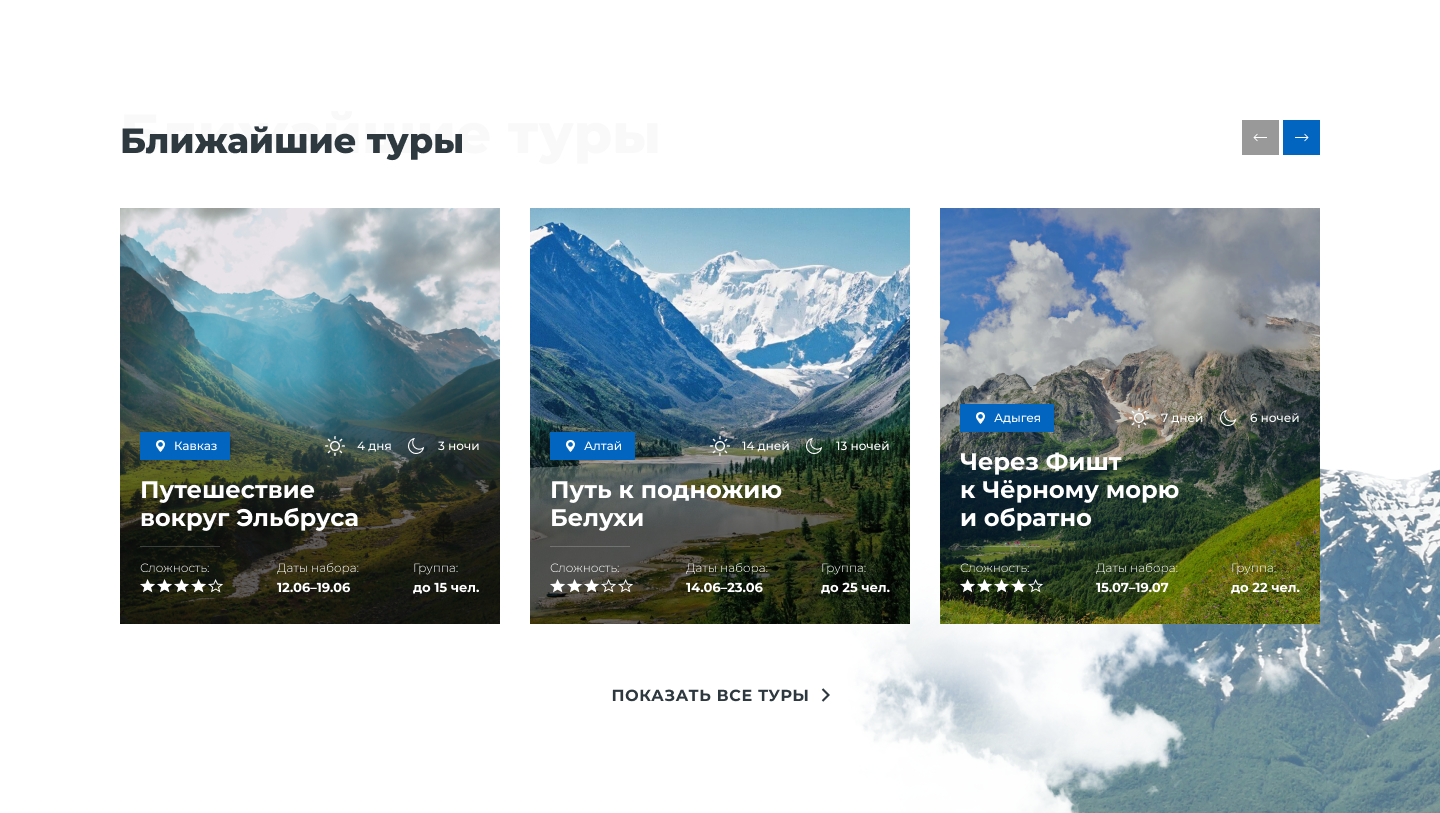 Ближайшие туры
Ближайшие туры
Кавказ
4 дня
3 ночи
Путешествие
вокруг Эльбруса
Сложность:
Даты набора:
Группа:
12.06–19.06
до 15 чел.
Алтай
14 дней
13 ночей
Путь к подножию
Белухи
Сложность:
Даты набора:
Группа:
14.06–23.06
до 25 чел.
Адыгея
7 дней
6 ночей
Через Фишт
к Чёрному морю
и обратно
Сложность:
Даты набора:
Группа:
15.07–19.07
до 22 чел.
ПОКАЗАТЬ ВСЕ ТУРЫ